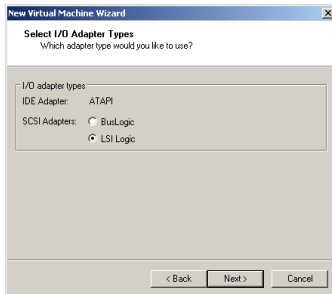 New Virtual Machine Wizard
Select I/O Adapter Types
Which adapter type would you like to use?
I/O adapter types
IDE Adapter: ATAPI
SCSI Adapters: BusLogic
LSI Logic
< Back Next > Cancel